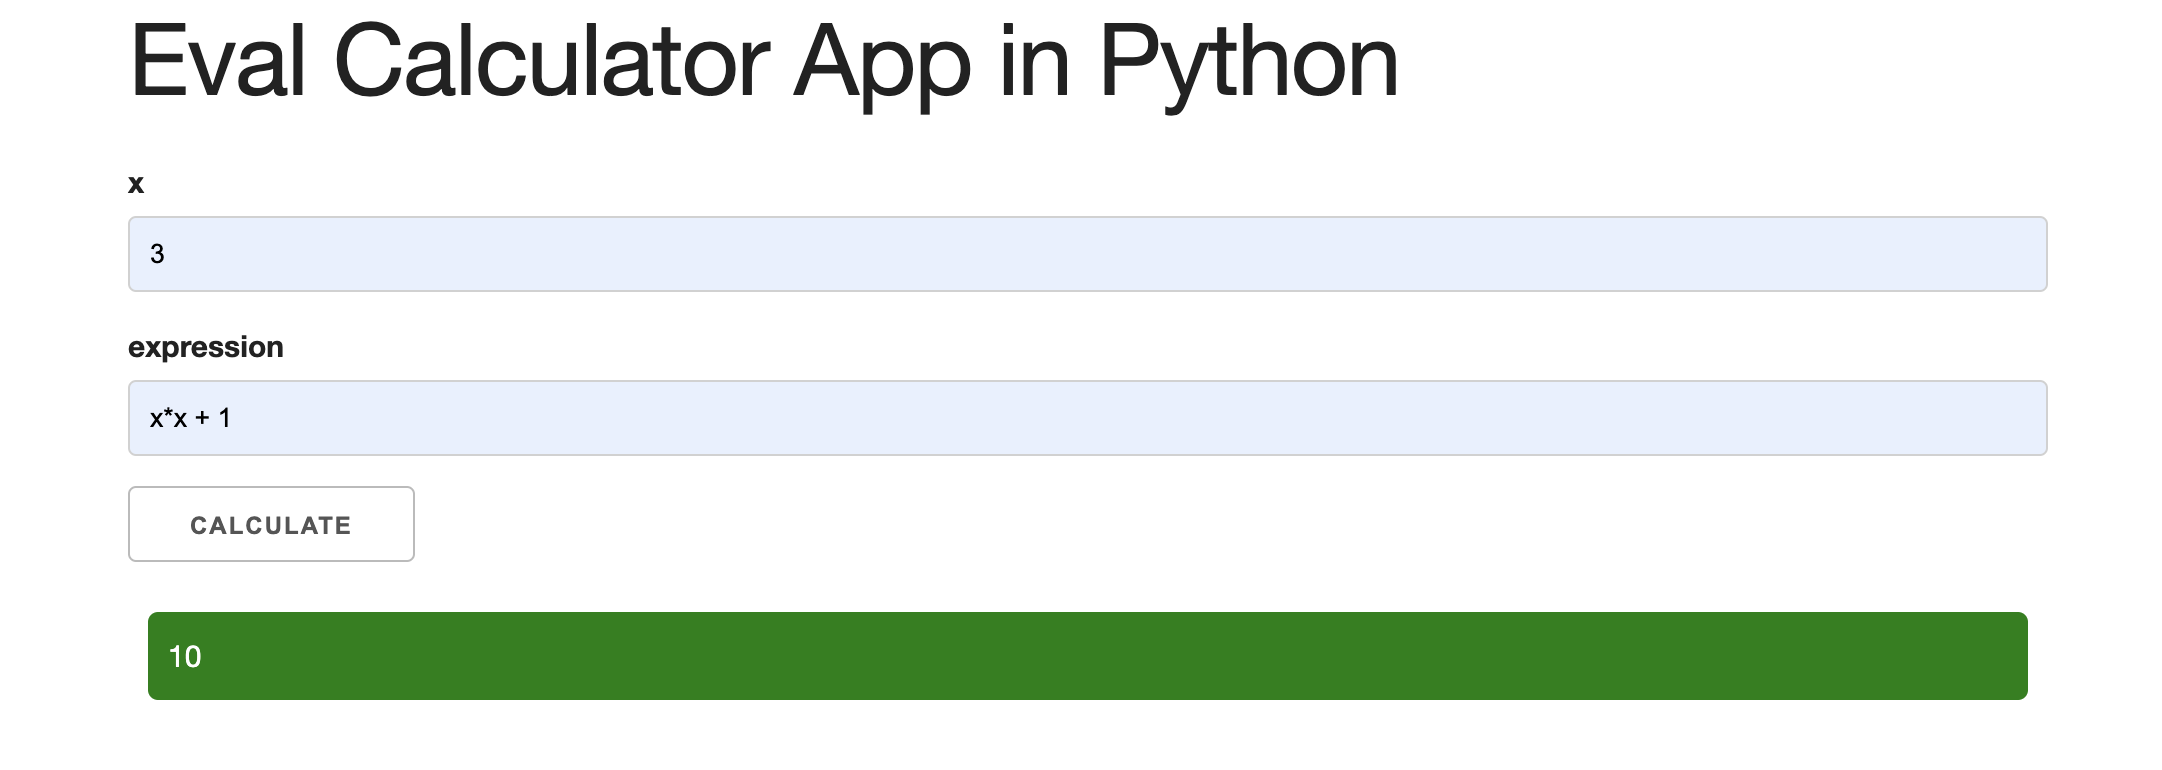 Eval Calculator App in Python
x
3
expression
x*x + 1
CALCULATE
10